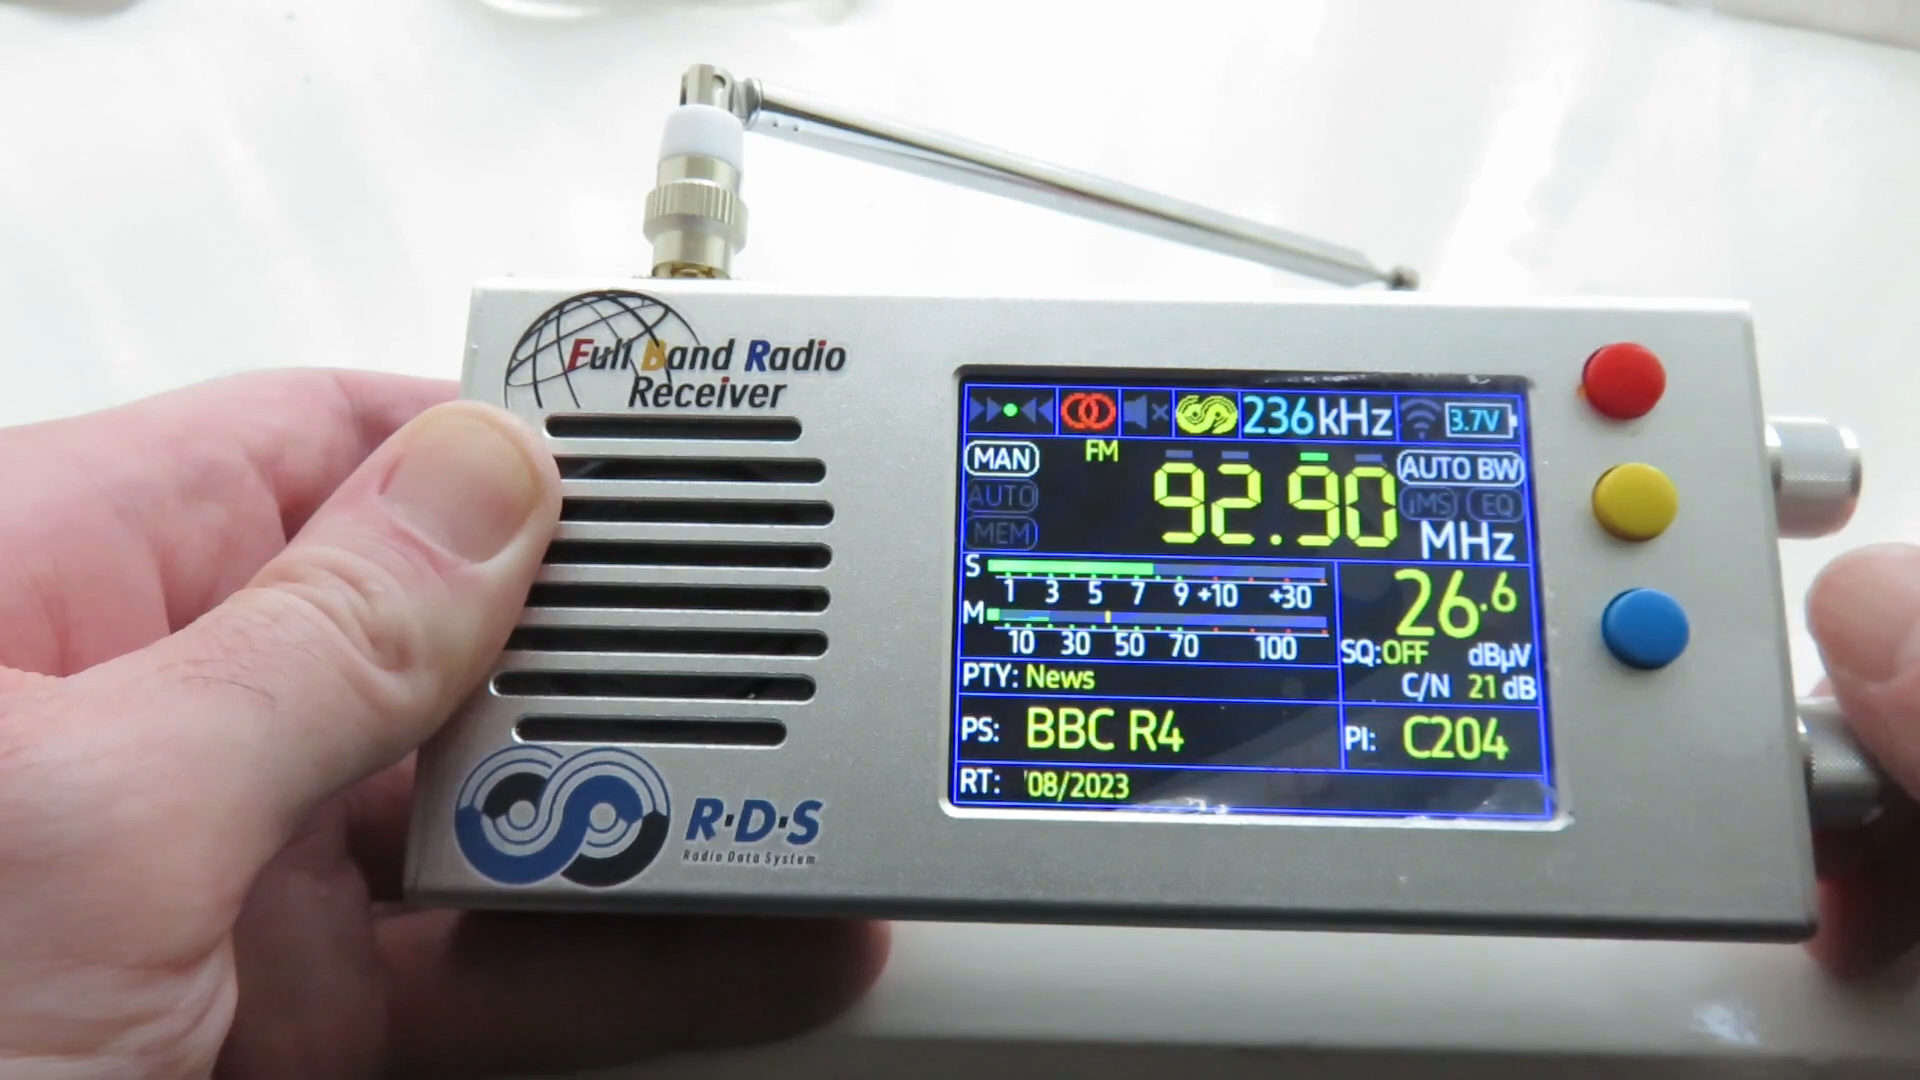 Full Band Radio
Receiver
236kHz 3.7V
MAN FM AUTO BW
AUTO 92.90 iMS EQ
MEM MHz
S
1 3 5 7 9 +10 +30 26.6
M
10 30 50 70 100 SQ:OFF dBµV
PTY: News C/N 21 dB
PS: BBC R4 PI: C204
RT: '08/2023
R·D·S
Radio Data System